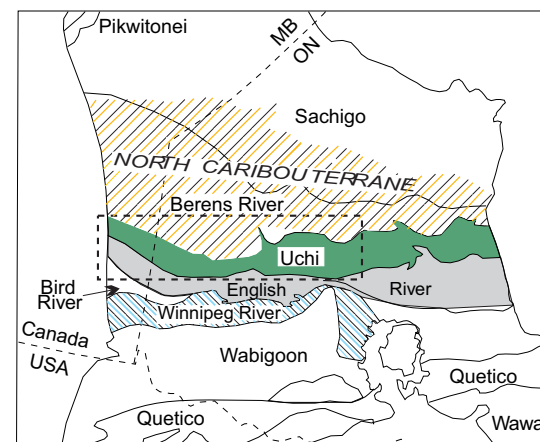 Pikwitonei
MB
ON
Sachigo
NORTH CARIBOU TERRANE
Berens River
Uchi
Bird
River
English River
Winnipeg River
Canada
USA
Wabigoon
Quetico
Quetico
Wawa